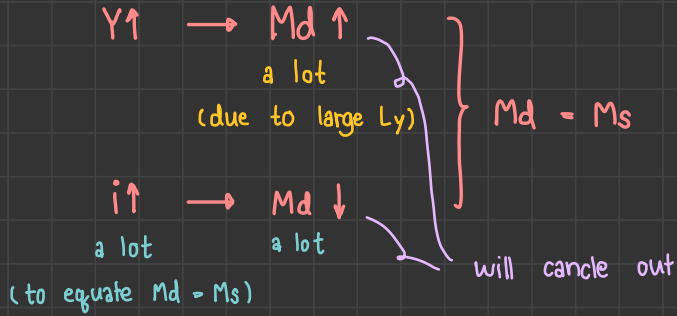 Y↑ → Md ↑
a lot
(due to large Ly)
Md = Ms
i↑ → Md ↓
a lot a lot
(to equate Md = Ms)
will cancle out